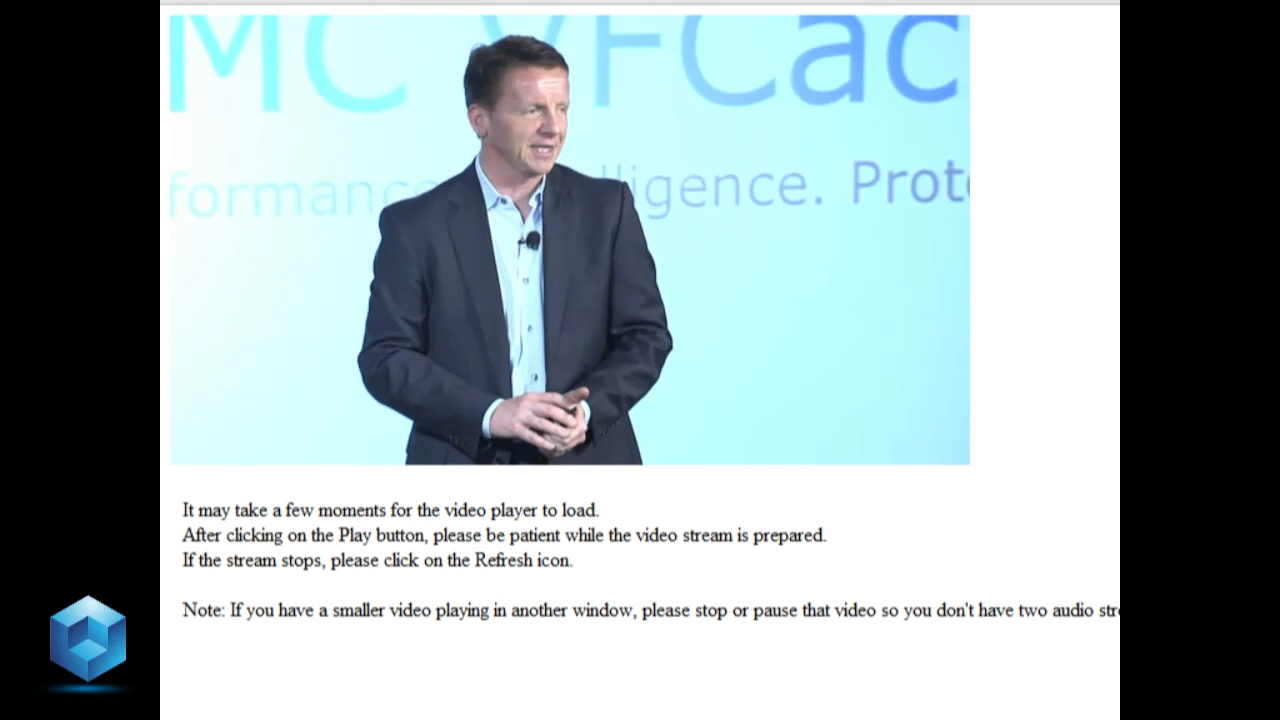 MC VFCac
formance. lligence. Prote
It may take a few moments for the video player to load.
After clicking on the Play button, please be patient while the video stream is prepared.
If the stream stops, please click on the Refresh icon.
Note: If you have a smaller video playing in another window, please stop or pause that video so you don't have two audio stre